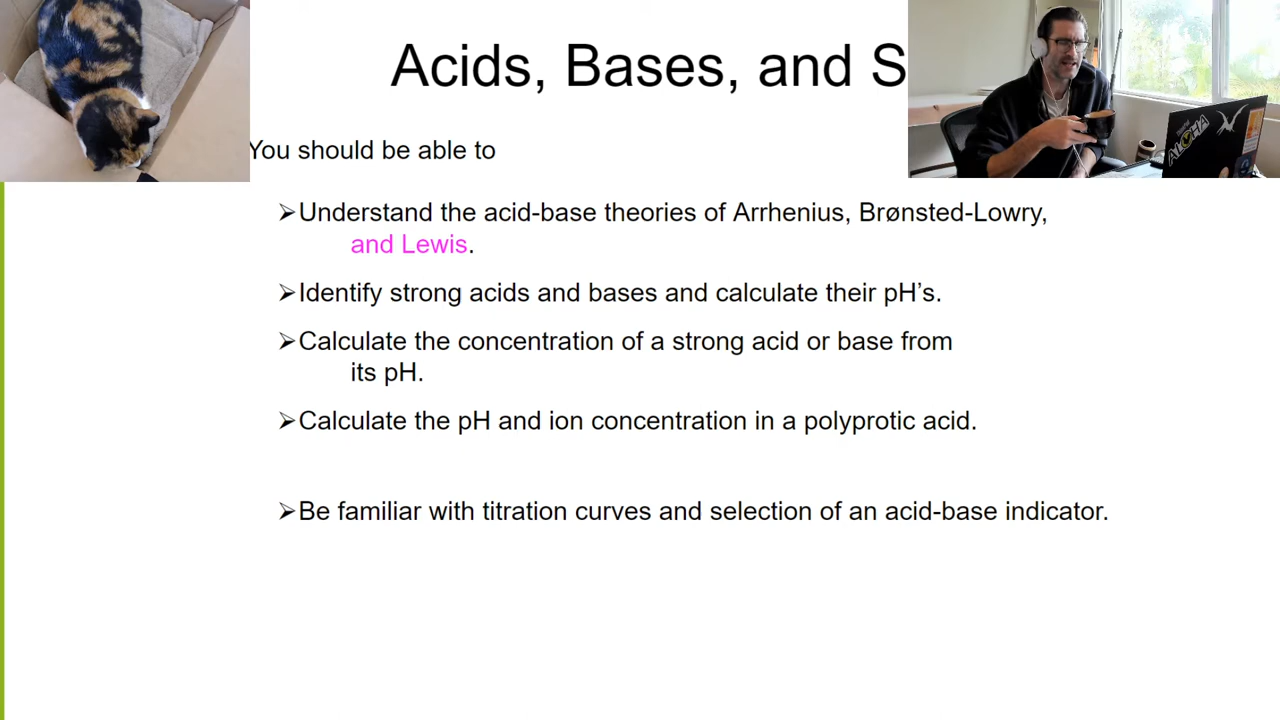 Acids, Bases, and S
You should be able to
➢Understand the acid-base theories of Arrhenius, Brønsted-Lowry,
and Lewis.
➢Identify strong acids and bases and calculate their pH’s.
➢Calculate the concentration of a strong acid or base from
its pH.
➢Calculate the pH and ion concentration in a polyprotic acid.
➢Be familiar with titration curves and selection of an acid-base indicator.
ALOHA